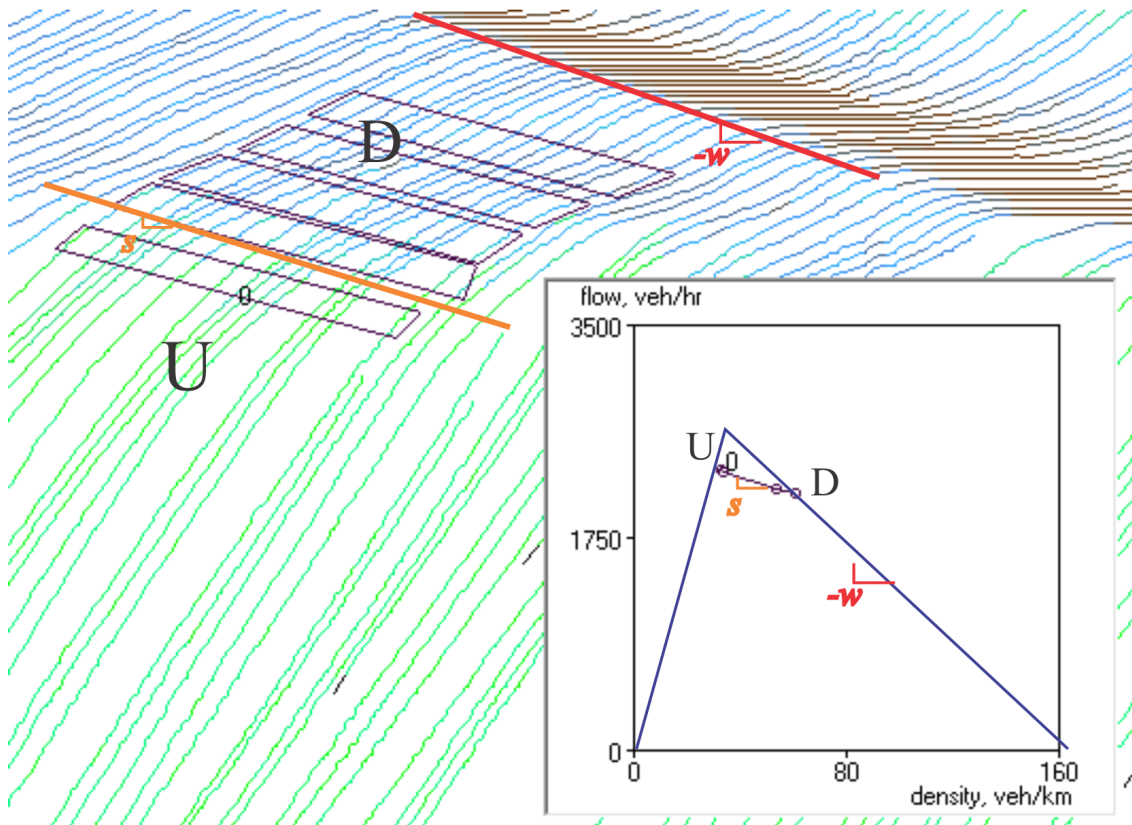 D
-w
s
0
U
flow, veh/hr
3500
U 0
D
s
1750
-w
0
0 80 160
density, veh/km